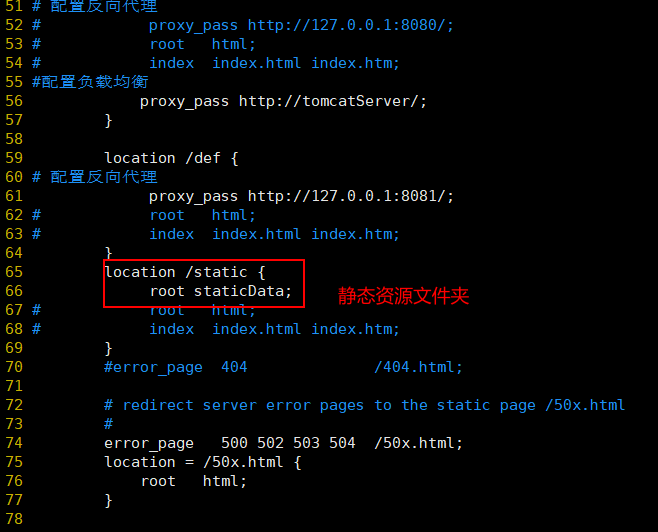 51 # 配置反向代理
52 #            proxy_pass http://127.0.0.1:8080/;
53 #            root   html;
54 #            index  index.html index.htm;
55 #配置负载均衡
56             proxy_pass http://tomcatServer/;
57         }
58
59         location /def {
60 # 配置反向代理
61              proxy_pass http://127.0.0.1:8081/;
62 #            root   html;
63 #            index  index.html index.htm;
64         }
65         location /static {
66              root staticData;
静态资源文件夹
67 #            root   html;
68 #            index  index.html index.htm;
69         }
70         #error_page  404              /404.html;
71
72         # redirect server error pages to the static page /50x.html
73         #
74         error_page   500 502 503 504  /50x.html;
75         location = /50x.html {
76             root   html;
77         }
78